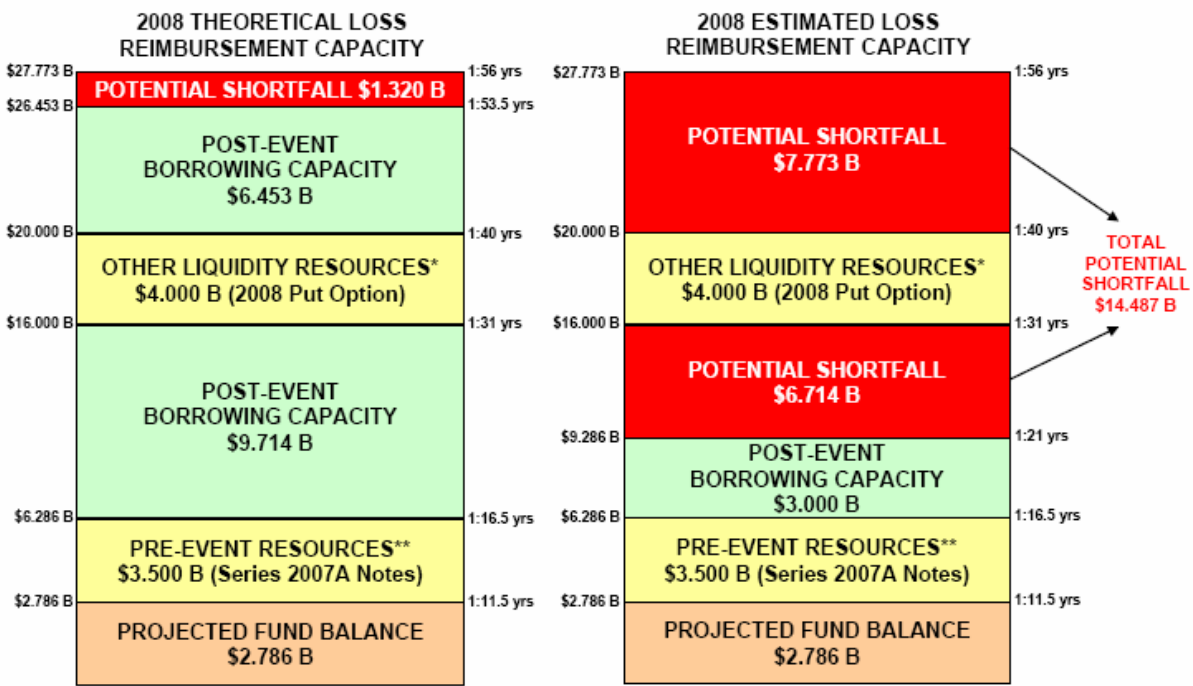 2008 THEORETICAL LOSS
REIMBURSEMENT CAPACITY
$27.773 B
1:56 yrs
POTENTIAL SHORTFALL $1.320 B
$26.453 B
1:53.5 yrs
POST-EVENT
BORROWING CAPACITY
$6.453 B
$20.000 B
1:40 yrs
OTHER LIQUIDITY RESOURCES*
$4.000 B (2008 Put Option)
$16.000 B
1:31 yrs
POST-EVENT
BORROWING CAPACITY
$9.714 B
$6.286 B
1:16.5 yrs
PRE-EVENT RESOURCES**
$3.500 B (Series 2007A Notes)
$2.786 B
1:11.5 yrs
PROJECTED FUND BALANCE
$2.786 B
2008 ESTIMATED LOSS
REIMBURSEMENT CAPACITY
$27.773 B
1:56 yrs
POTENTIAL SHORTFALL
$7.773 B
$20.000 B
1:40 yrs
OTHER LIQUIDITY RESOURCES*
$4.000 B (2008 Put Option)
$16.000 B
1:31 yrs
POTENTIAL SHORTFALL
$6.714 B
$9.286 B
1:21 yrs
POST-EVENT
BORROWING CAPACITY
$3.000 B
$6.286 B
1:16.5 yrs
PRE-EVENT RESOURCES**
$3.500 B (Series 2007A Notes)
$2.786 B
1:11.5 yrs
PROJECTED FUND BALANCE
$2.786 B
TOTAL
POTENTIAL
SHORTFALL
$14.487 B